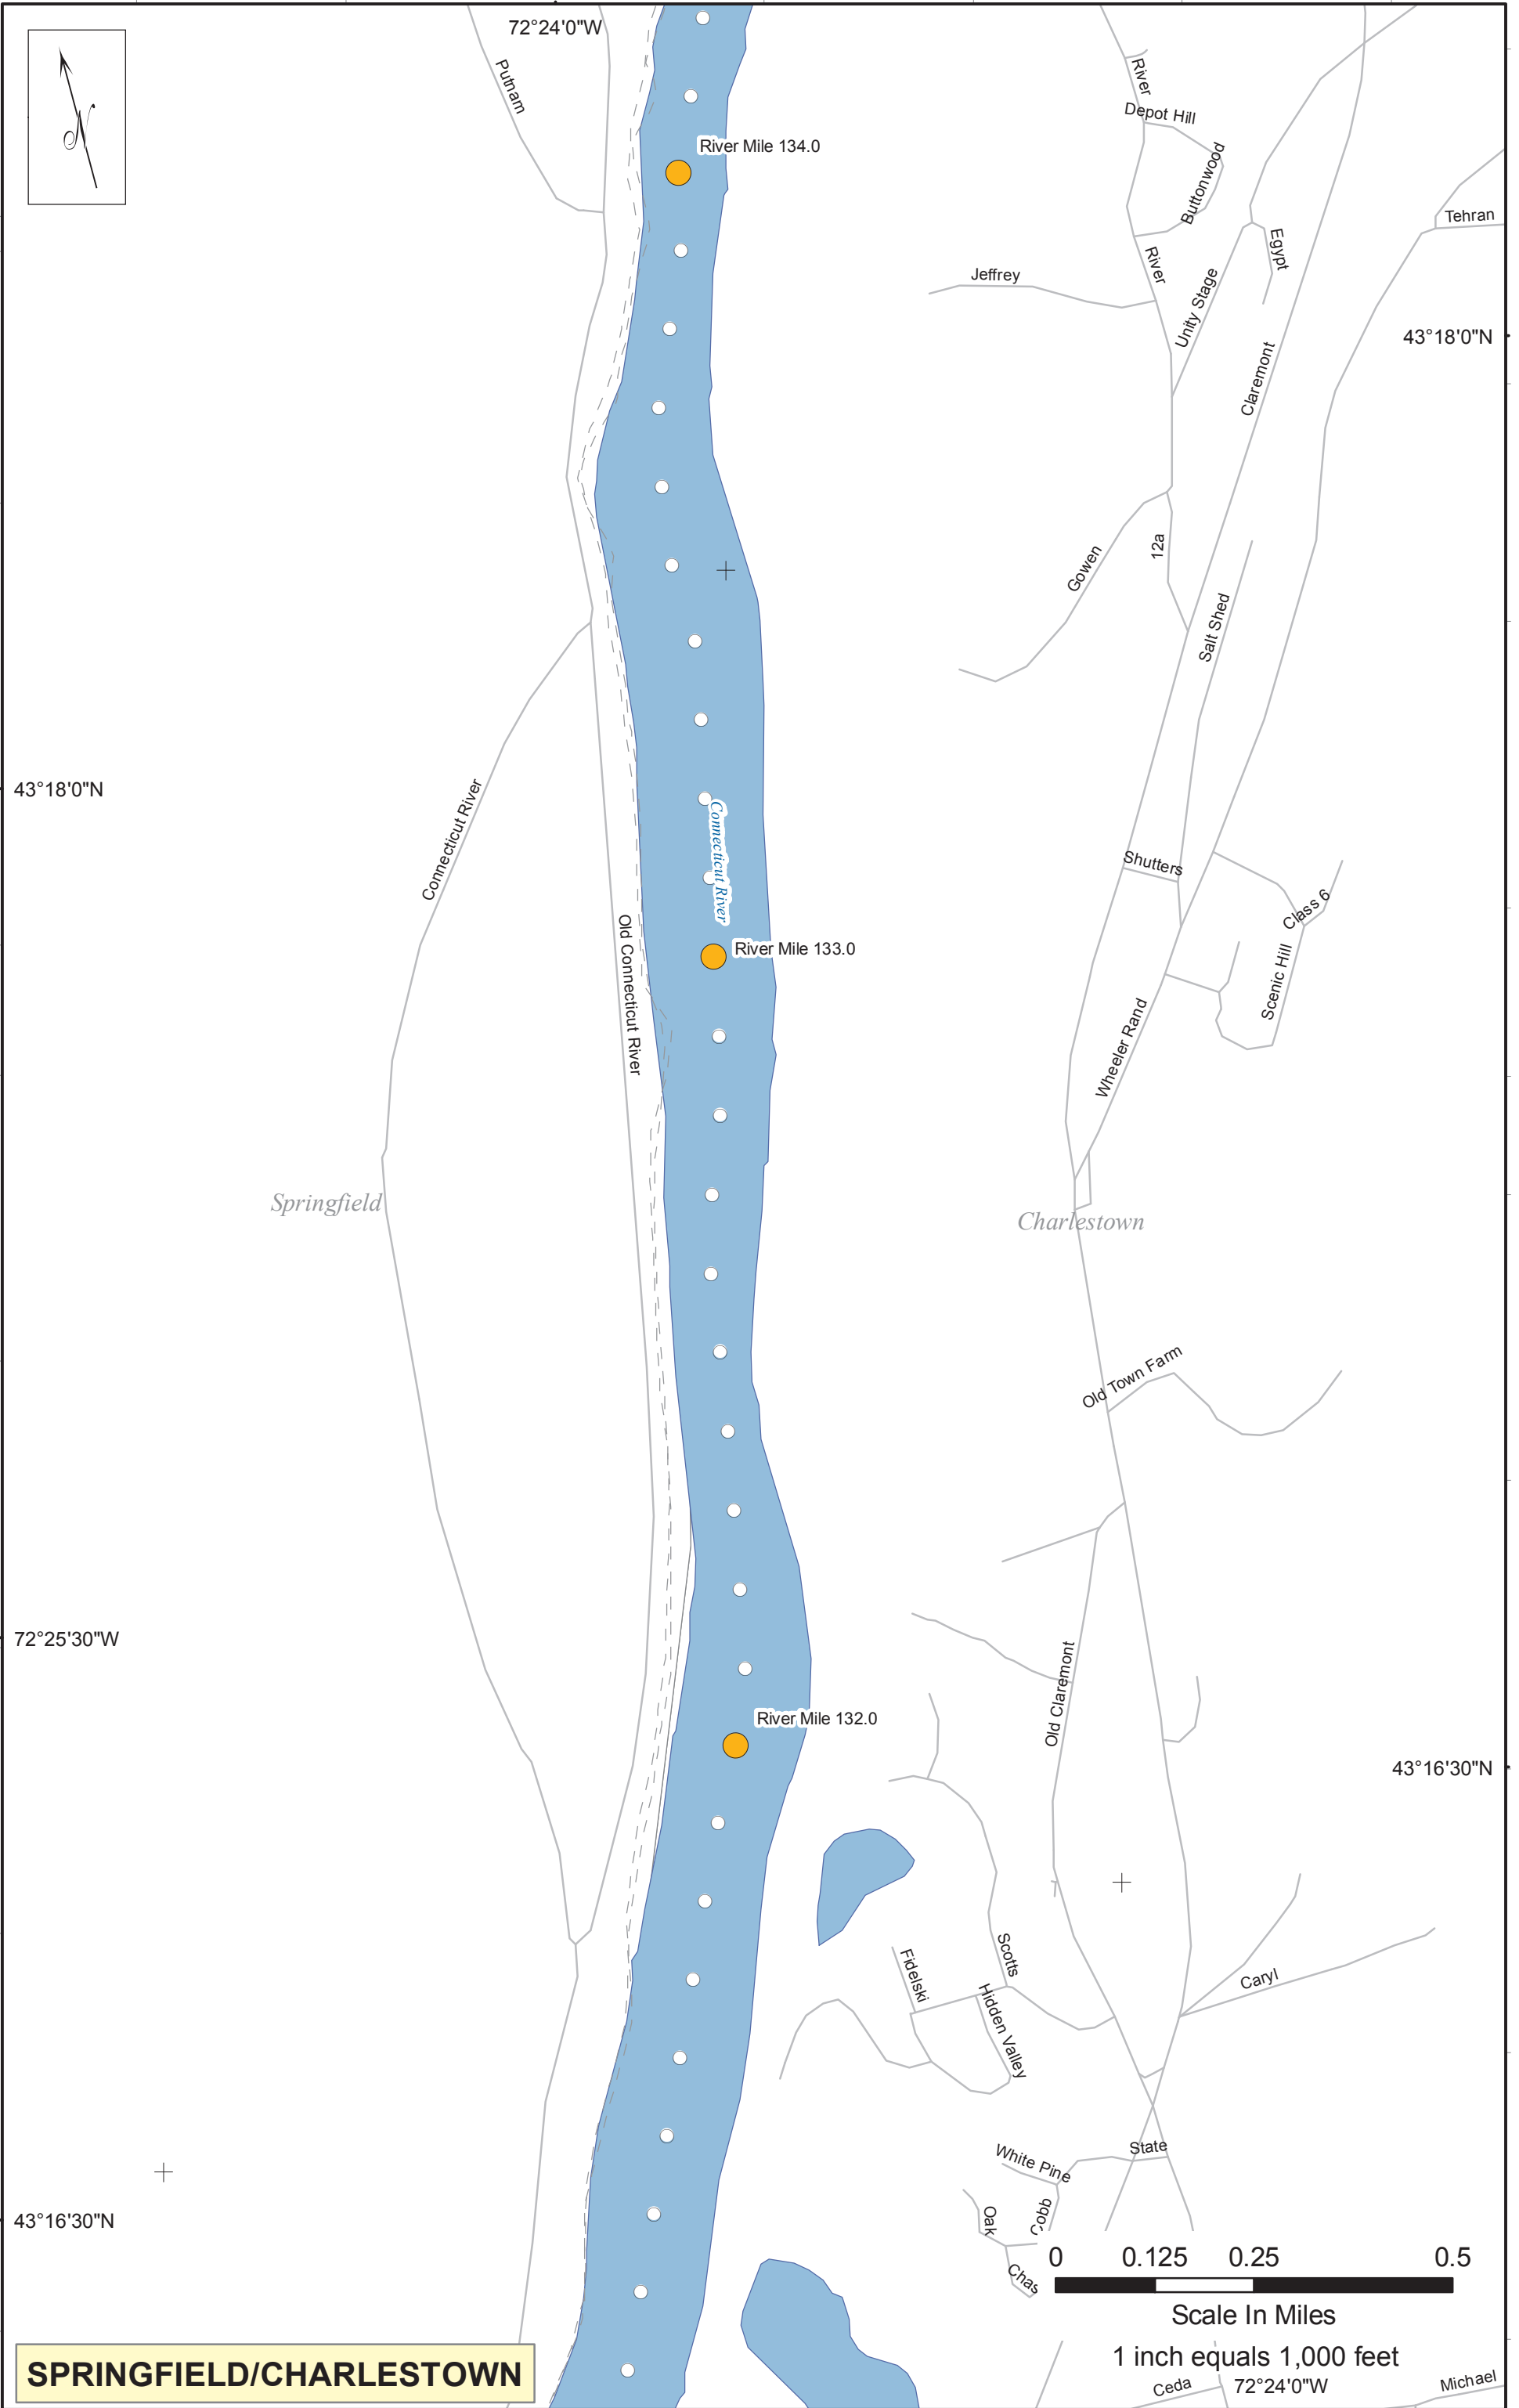 72°24'0"W
N
Putnam
River
Depot Hill
River Mile 134.0
Buttonwood
Tehran
Egypt
River
Jeffrey
Unity Stage
43°18'0"N
Claremont
12a
Gowen
Salt Shed
43°18'0"N
Connecticut River
Connecticut River
Shutters
Class 6
Old Connecticut River
River Mile 133.0
Scenic Hill
Wheeler Rand
Springfield
Charlestown
Old Town Farm
72°25'30"W
Old Claremont
River Mile 132.0
43°16'30"N
Scotts
Fidelski
Caryl
Hidden Valley
State
White Pine
Oak
Cobb
43°16'30"N
0 0.125 0.25 0.5
Chas
Scale In Miles
1 inch equals 1,000 feet
SPRINGFIELD/CHARLESTOWN
Ceda
72°24'0"W
Michael